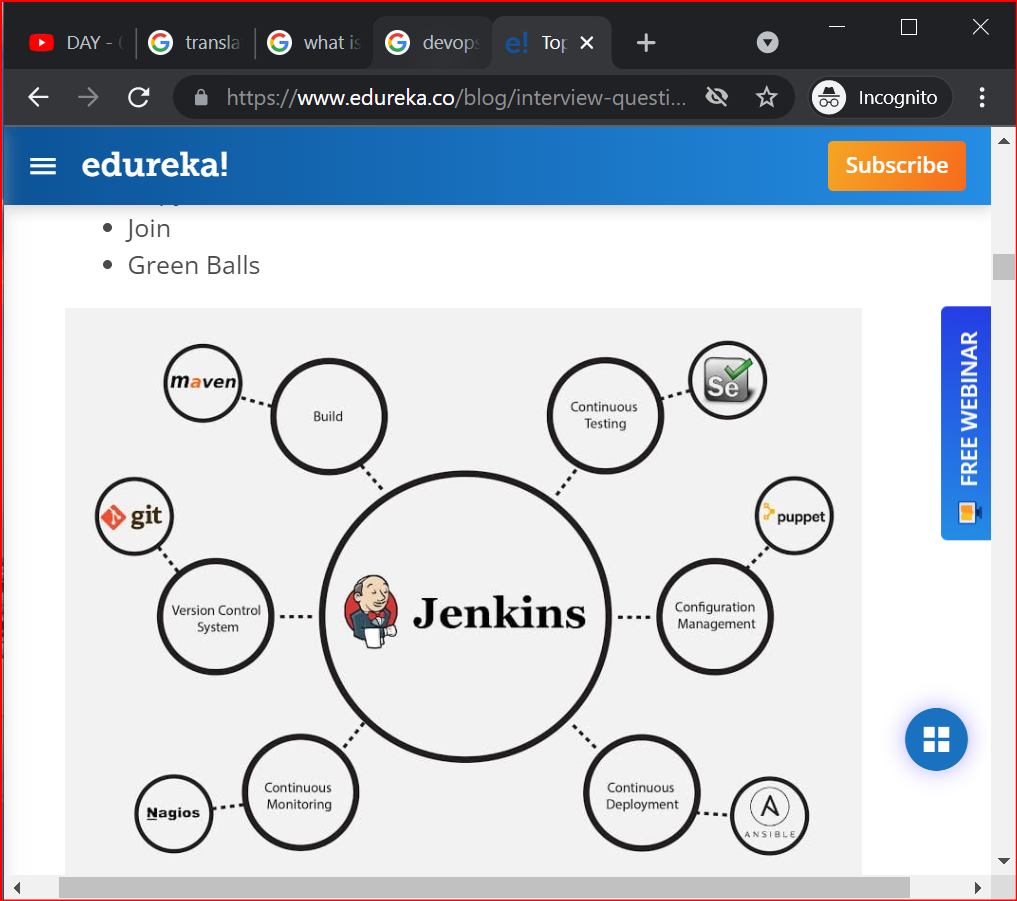 DAY - (
transla
what is
devops
e! Top
https://www.edureka.co/blog/interview-questi...
Incognito
edureka!
Subscribe
Join
Green Balls
maven
Build
Continuous
Testing
Se
git
puppet
Version Control
System
Jenkins
Configuration
Management
Continuous
Monitoring
Nagios
Continuous
Deployment
A
ANSIBLE
FREE WEBINAR